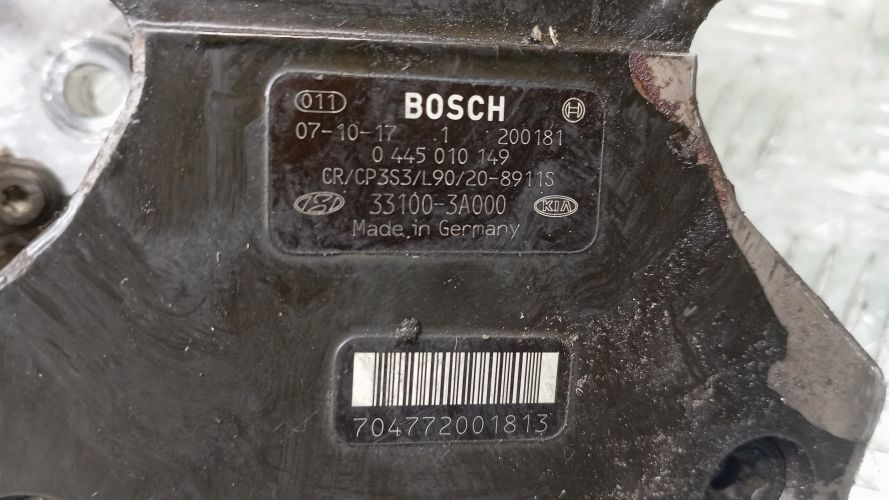 011 BOSCH
07-10-17 .1 200181
0 445 010 149
CR/CP3S3/L90/20-8911S
33100-3A000 KIA
Made in Germany
704772001813